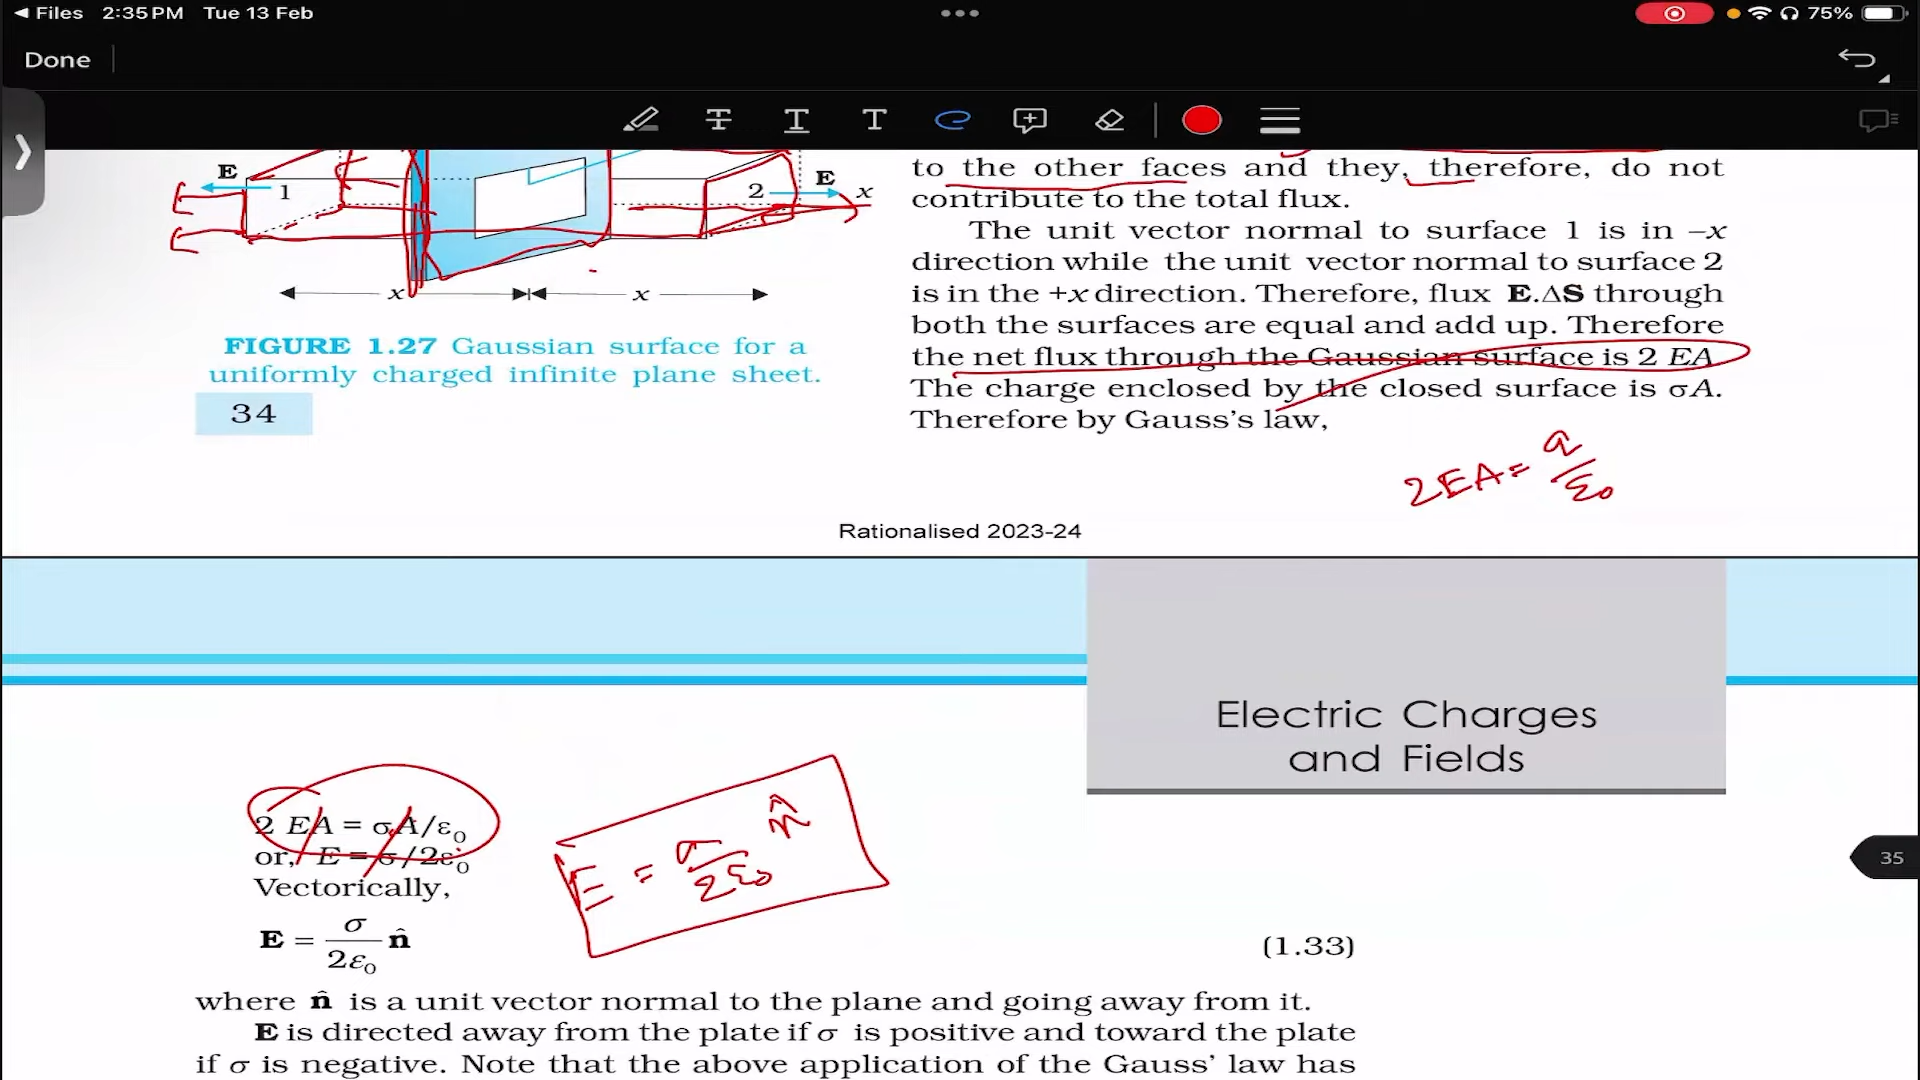 Files 2:35 PM Tue 13 Feb
75%
Done
E
1
2
E
x
x
x
FIGURE 1.27 Gaussian surface for a
uniformly charged infinite plane sheet.
34
to the other faces and they, therefore, do not
contribute to the total flux.
The unit vector normal to surface 1 is in –x
direction while the unit vector normal to surface 2
is in the +x direction. Therefore, flux E.ΔS through
both the surfaces are equal and add up. Therefore
the net flux through the Gaussian surface is 2 EA
The charge enclosed by the closed surface is σA.
Therefore by Gauss's law,
2EA = q/ε₀
Rationalised 2023-24
Electric Charges
and Fields
2 EA = σA/ε₀
or, E = σ/2ε₀
Vectorically,
E = σ/2ε₀ n̂
E = σ/2ε₀ n̂
(1.33)
35
where n̂ is a unit vector normal to the plane and going away from it.
E is directed away from the plate if σ is positive and toward the plate
if σ is negative. Note that the above application of the Gauss' law has